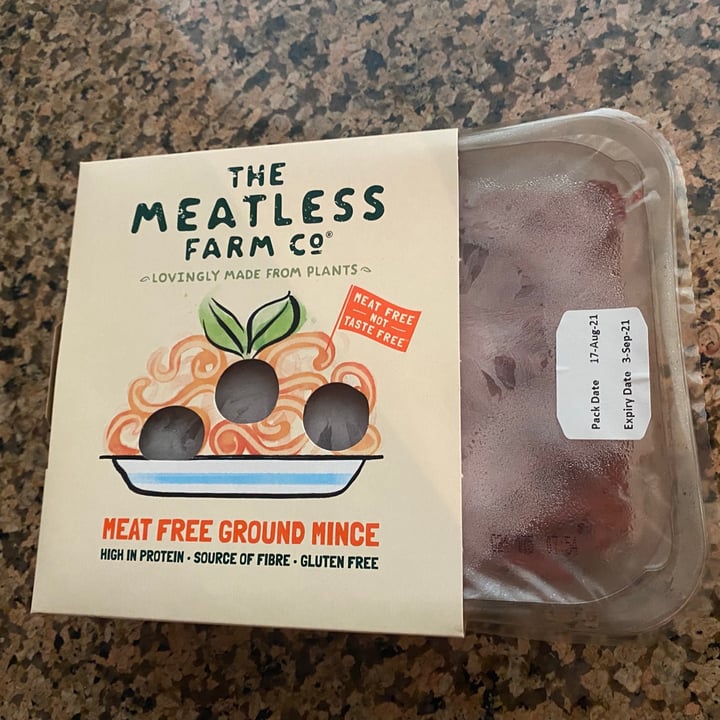 THE
MEATLESS
FARM CO®
LOVINGLY MADE FROM PLANTS
MEAT FREE
NOT
TASTE FREE
MEAT FREE GROUND MINCE
HIGH IN PROTEIN · SOURCE OF FIBRE · GLUTEN FREE
Pack Date 17-Aug-21
Expiry Date 3-Sep-21